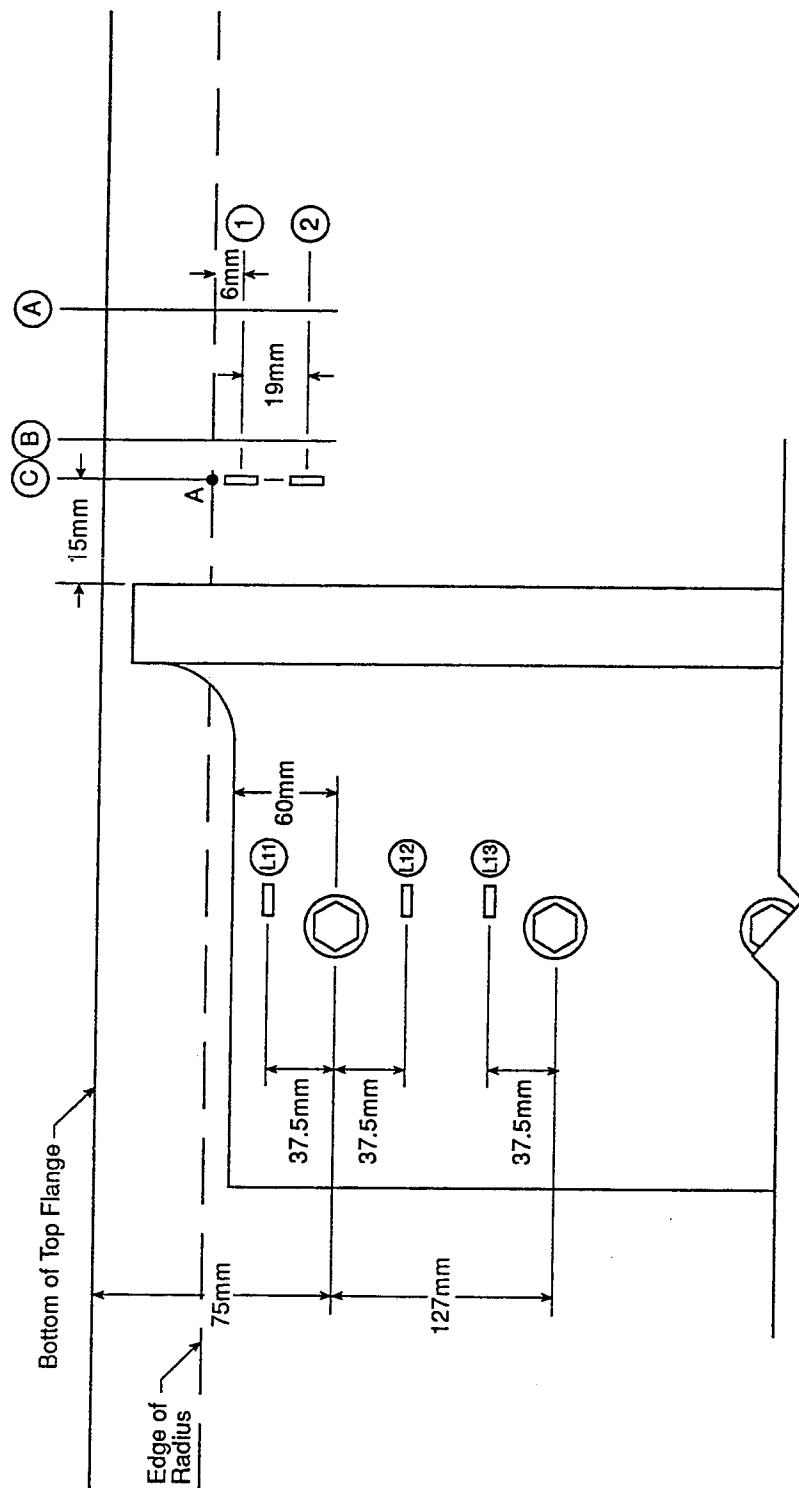 Bottom of Top Flange
Edge of
Radius
75mm
127mm
37.5mm
37.5mm
37.5mm
L11
L12
L13
60mm
15mm
C
B
A
A
19mm
6mm
1
2